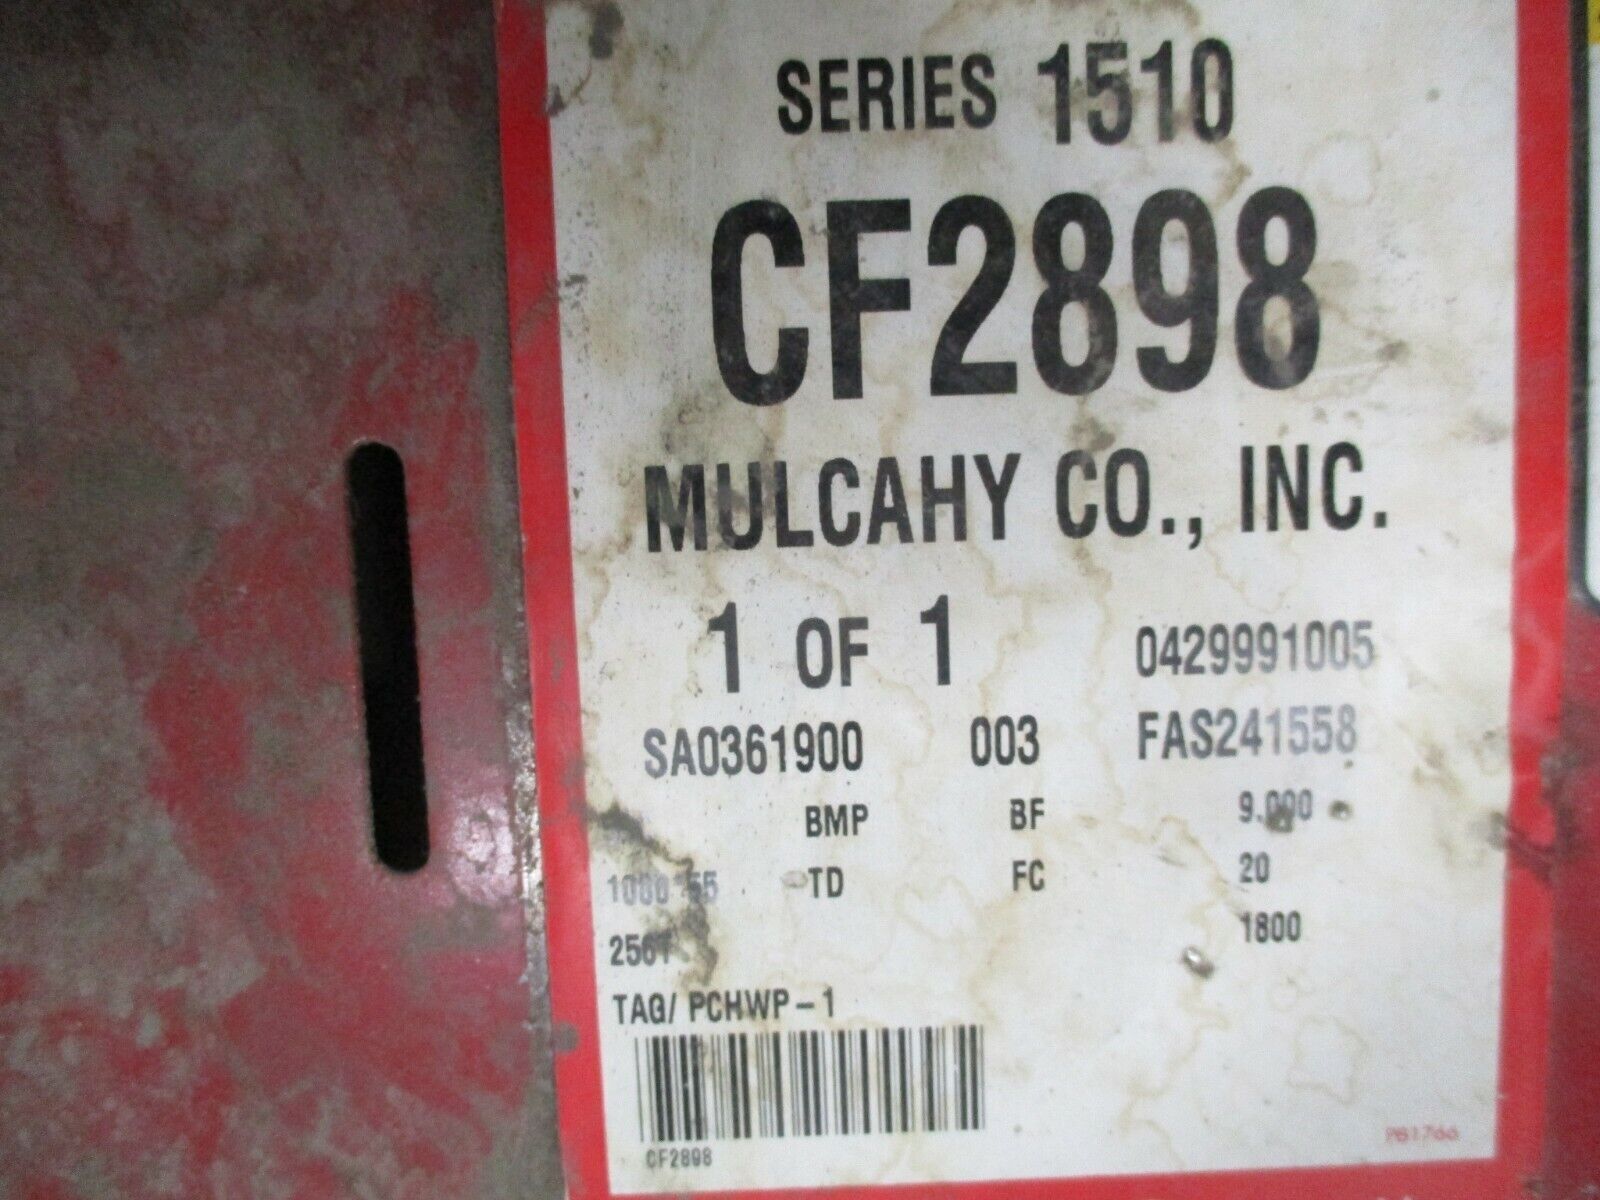 SERIES 1510
CF2898
MULCAHY CO., INC.
1 OF 1 0429991005
SA0361900 003 FAS241558
BMP BF 9.000
TD FC 20
1800
TAG/ PCHWP-1
CF2898
PB1766